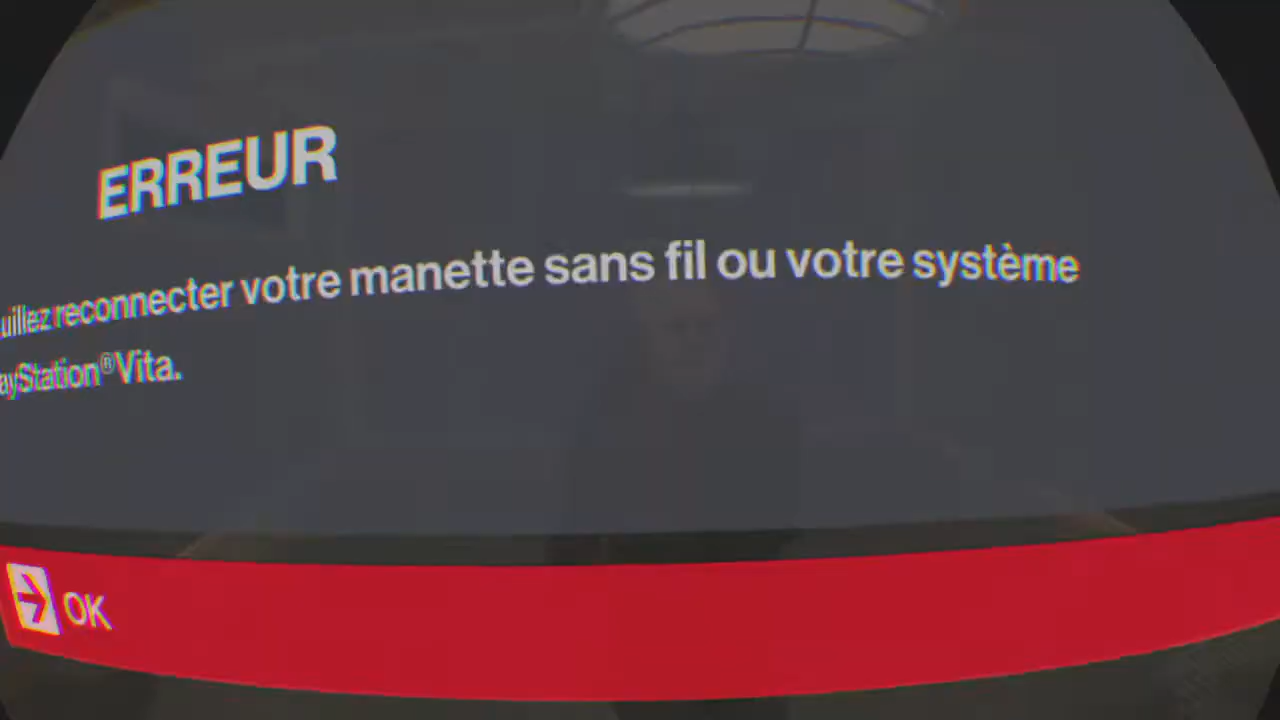 ERREUR
uillez reconnecter votre manette sans fil ou votre système
ayStation®Vita.
OK